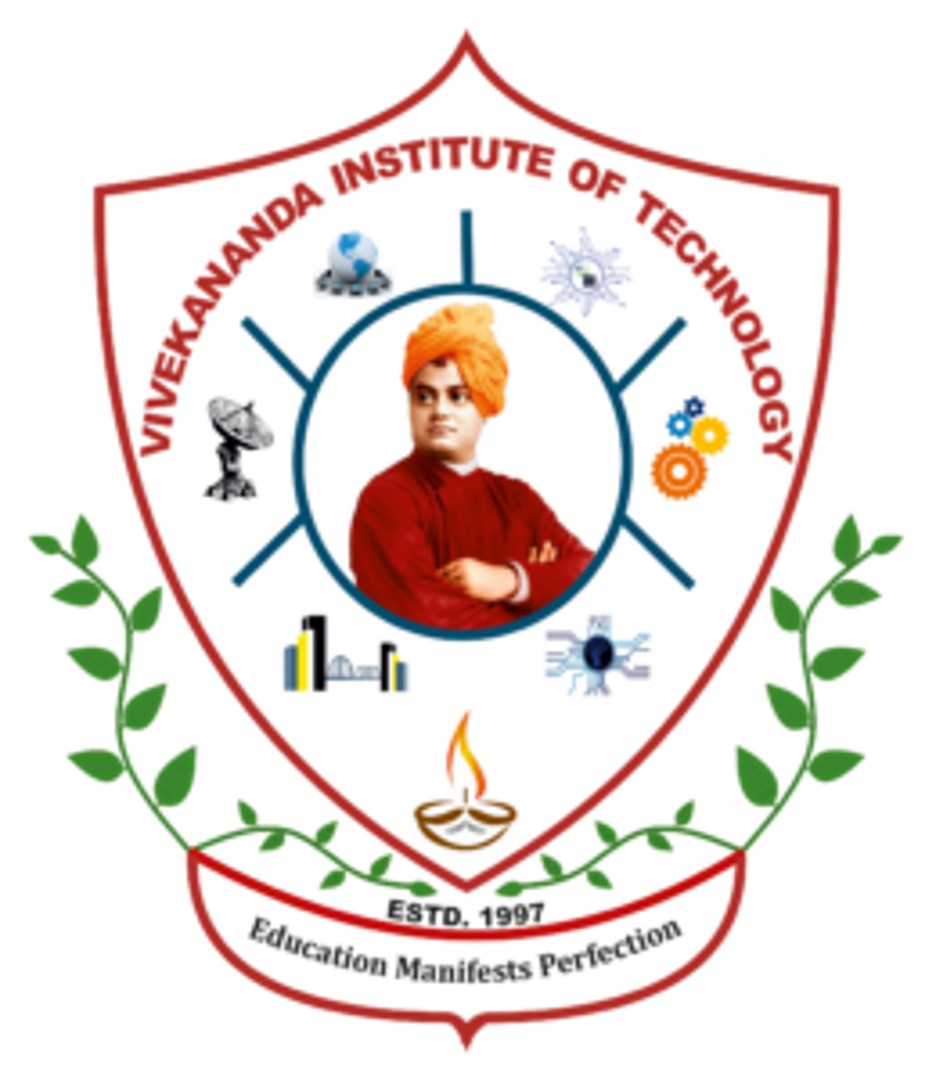 VIVEKANANDA INSTITUTE OF TECHNOLOGY
ESTD. 1997
Education Manifests Perfection